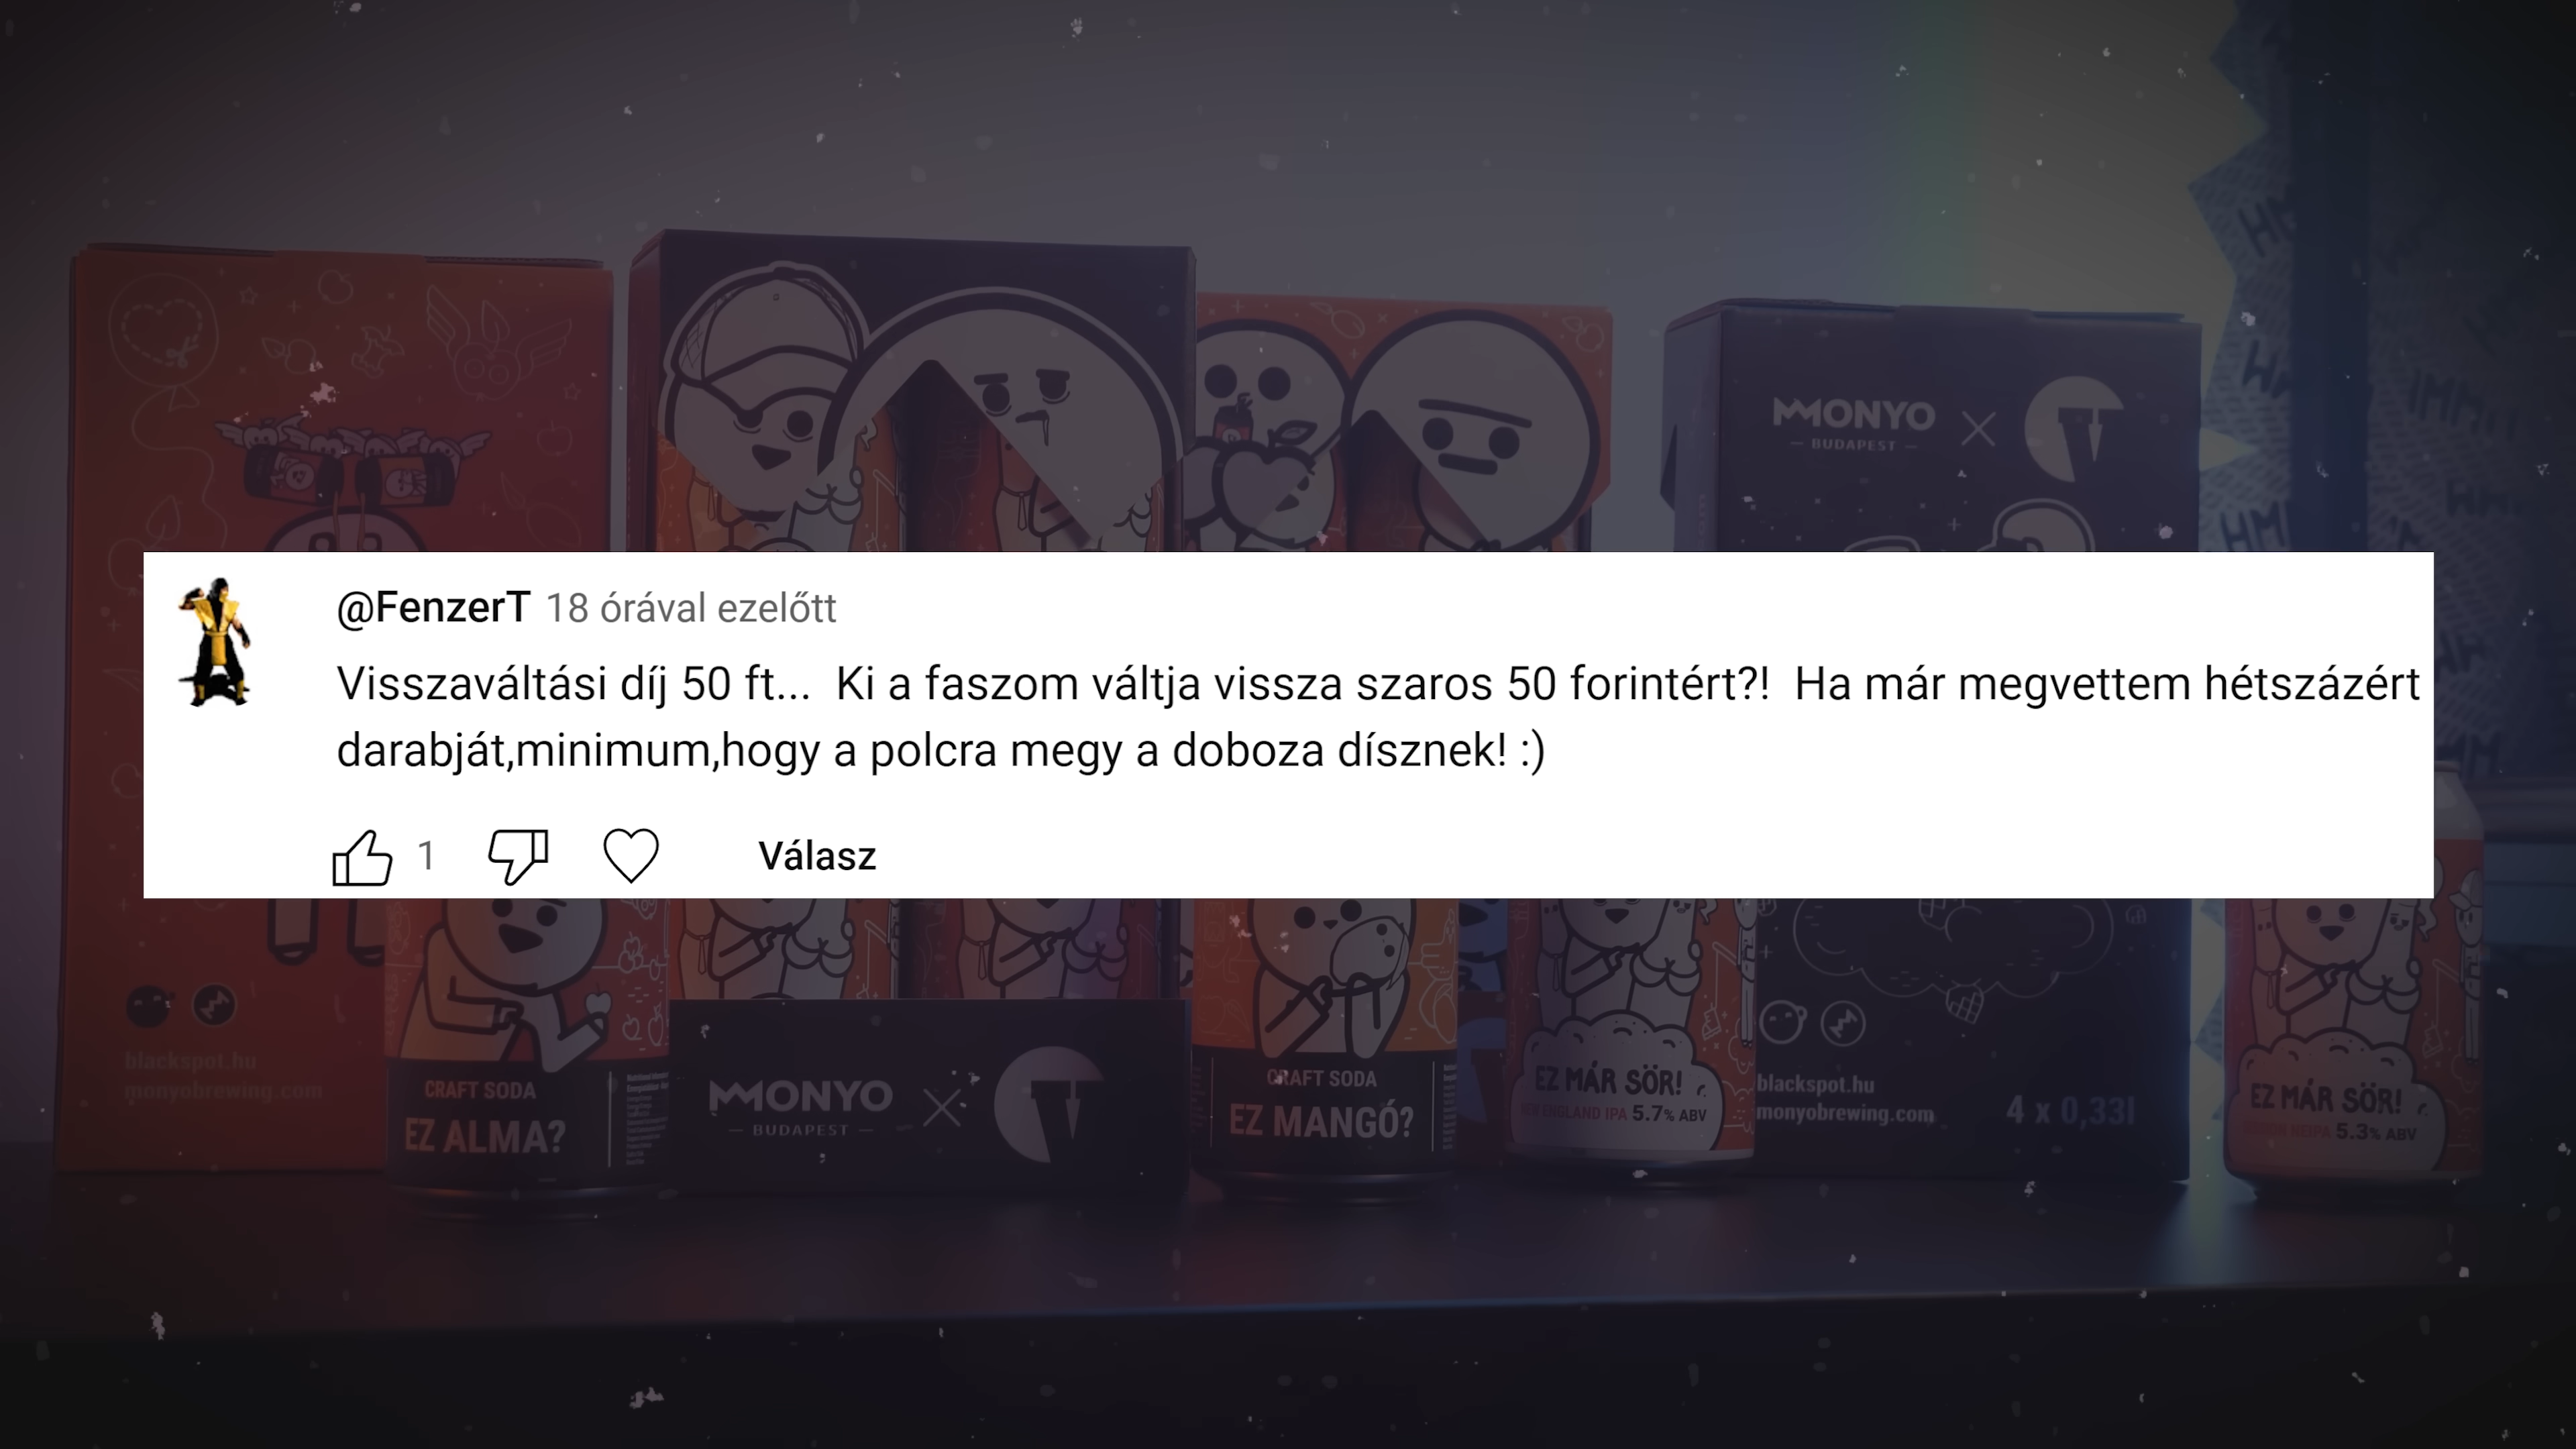 MONYO
BUDAPEST
@FenzerT 18 órával ezelőtt
Visszaváltási díj 50 ft...  Ki a faszom váltja vissza szaros 50 forintért?!  Ha már megvettem hétszázért
darabját,minimum,hogy a polcra megy a doboza dísznek! :)
1
Válasz
blackspot.hu
monyobrewing.com
CRAFT SODA
EZ ALMA?
MONYO
BUDAPEST
CRAFT SODA
EZ MANGÓ?
EZ MÁR SÖR!
NEW ENGLAND IPA 5.7% ABV
blackspot.hu
monyobrewing.com
4 x 0,33l
EZ MÁR SÖR!
5.3% ABV